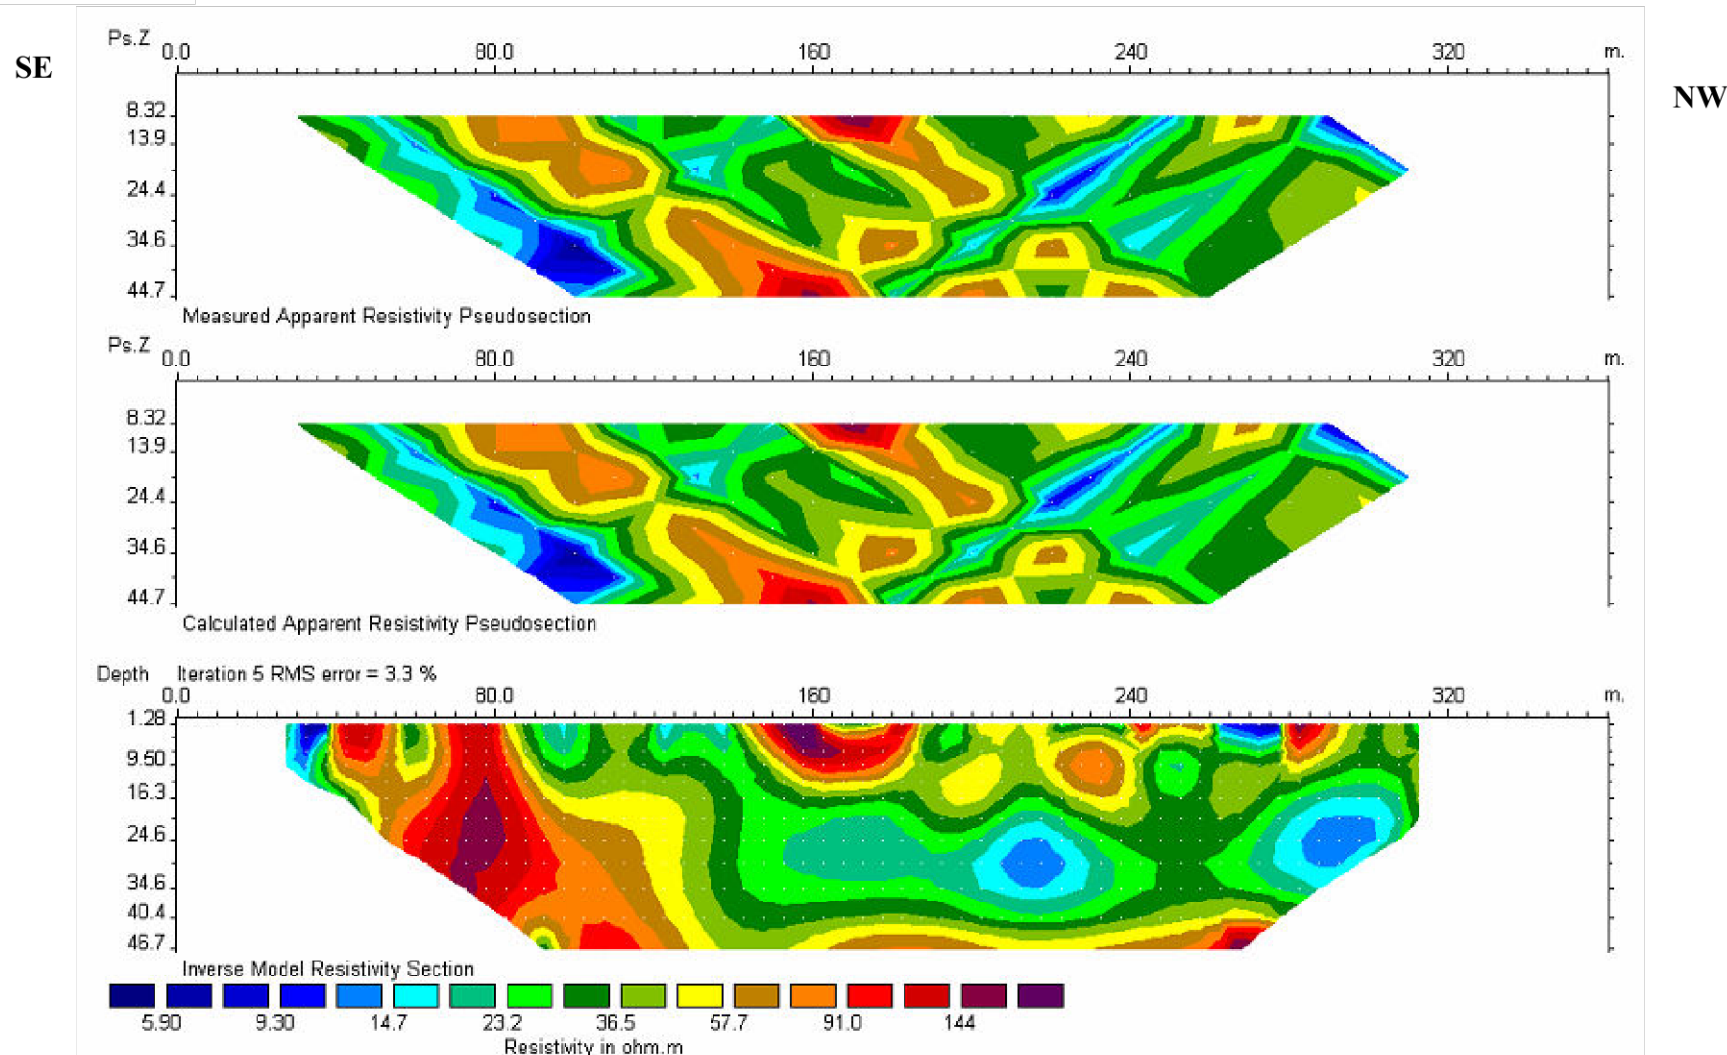 Ps.Z 0.0 80.0 160 240 320 m.
SE
NW
8.32
13.9
24.4
34.6
44.7
Measured Apparent Resistivity Pseudosection
Ps.Z 0.0 80.0 160 240 320 m.
8.32
13.9
24.4
34.6
44.7
Calculated Apparent Resistivity Pseudosection
Depth Iteration 5 RMS error = 3.3 %
0.0 80.0 160 240 320 m.
1.28
9.50
16.3
24.6
34.6
40.4
46.7
Inverse Model Resistivity Section
5.90 9.30 14.7 23.2 36.5 57.7 91.0 144
Resistivity in ohm.m